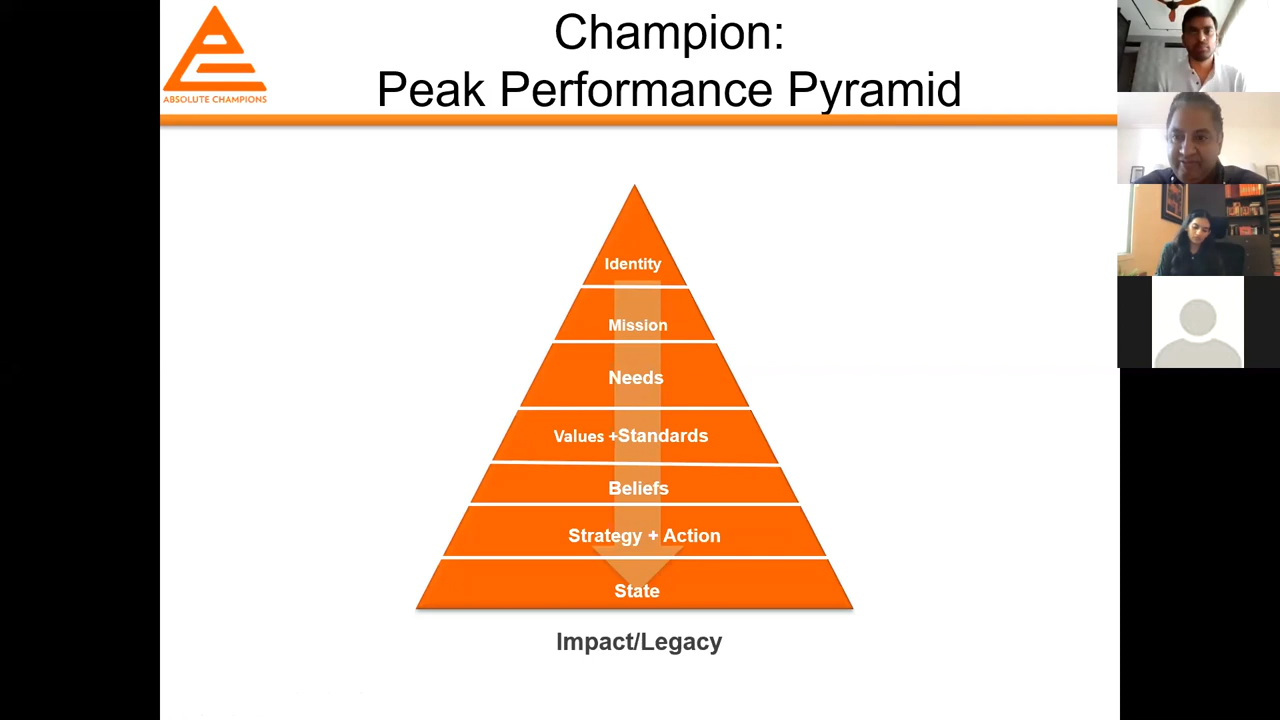 Champion:
Peak Performance Pyramid
ABSOLUTE CHAMPIONS
Identity
Mission
Needs
Values +Standards
Beliefs
Strategy + Action
State
Impact/Legacy